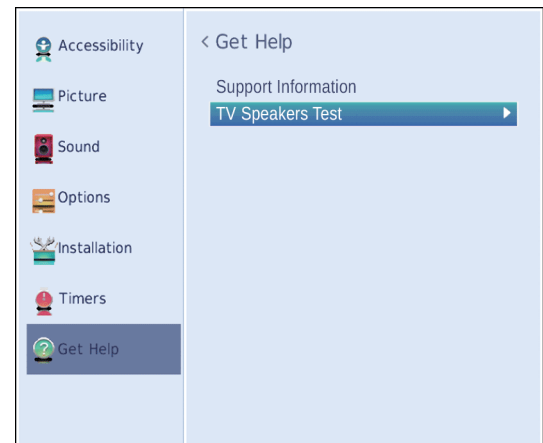 Accessibility
Picture
Sound
Options
Installation
Timers
Get Help
< Get Help
Support Information
TV Speakers Test